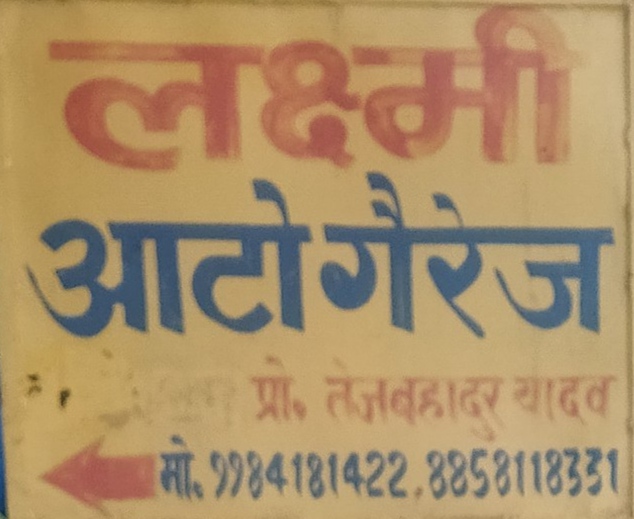 लक्ष्मी
आटो गैरेज
प्रो. तेजबहादुर यादव
मो. 9984181422, 8858118331